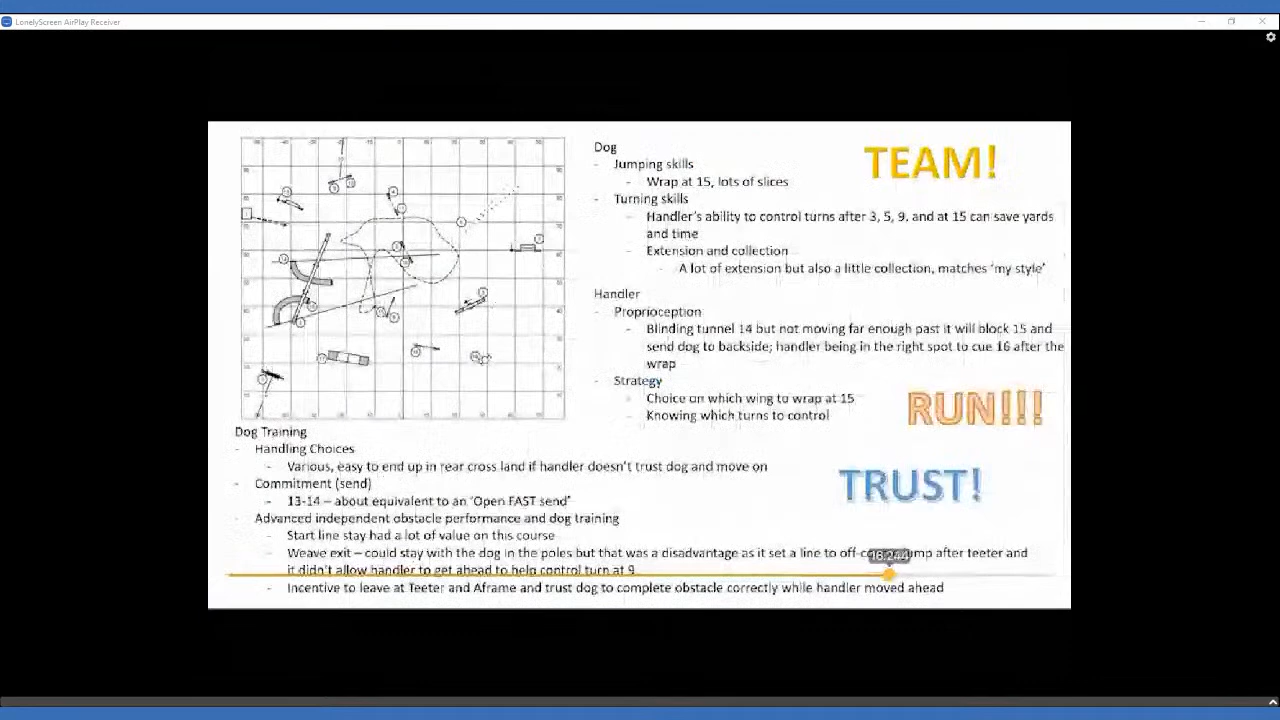 LonelyScreen AirPlay Receiver
Dog
- Jumping skills
- Wrap at 15, lots of slices
- Turning skills
- Handler's ability to control turns after 3, 5, 9, and at 15 can save yards
and time
- Extension and collection
- A lot of extension but also a little collection, matches 'my style'
TEAM!
Handler
- Proprioception
- Blinding tunnel 14 but not moving far enough past it will block 15 and
send dog to backside; handler being in the right spot to cue 16 after the
wrap
- Strategy
- Choice on which wing to wrap at 15
- Knowing which turns to control
RUN!!!
Dog Training
- Handling Choices
- Various, easy to end up in rear cross land if handler doesn't trust dog and move on
- Commitment (send)
- 13-14 – about equivalent to an 'Open FAST send'
TRUST!
- Advanced independent obstacle performance and dog training
- Start line stay had a lot of value on this course
- Weave exit – could stay with the dog in the poles but that was a disadvantage as it set a line to off- after teeter and
it didn't allow handler to get ahead to help control turn at 9
- Incentive to leave at Teeter and Aframe and trust dog to complete obstacle correctly while handler moved ahead